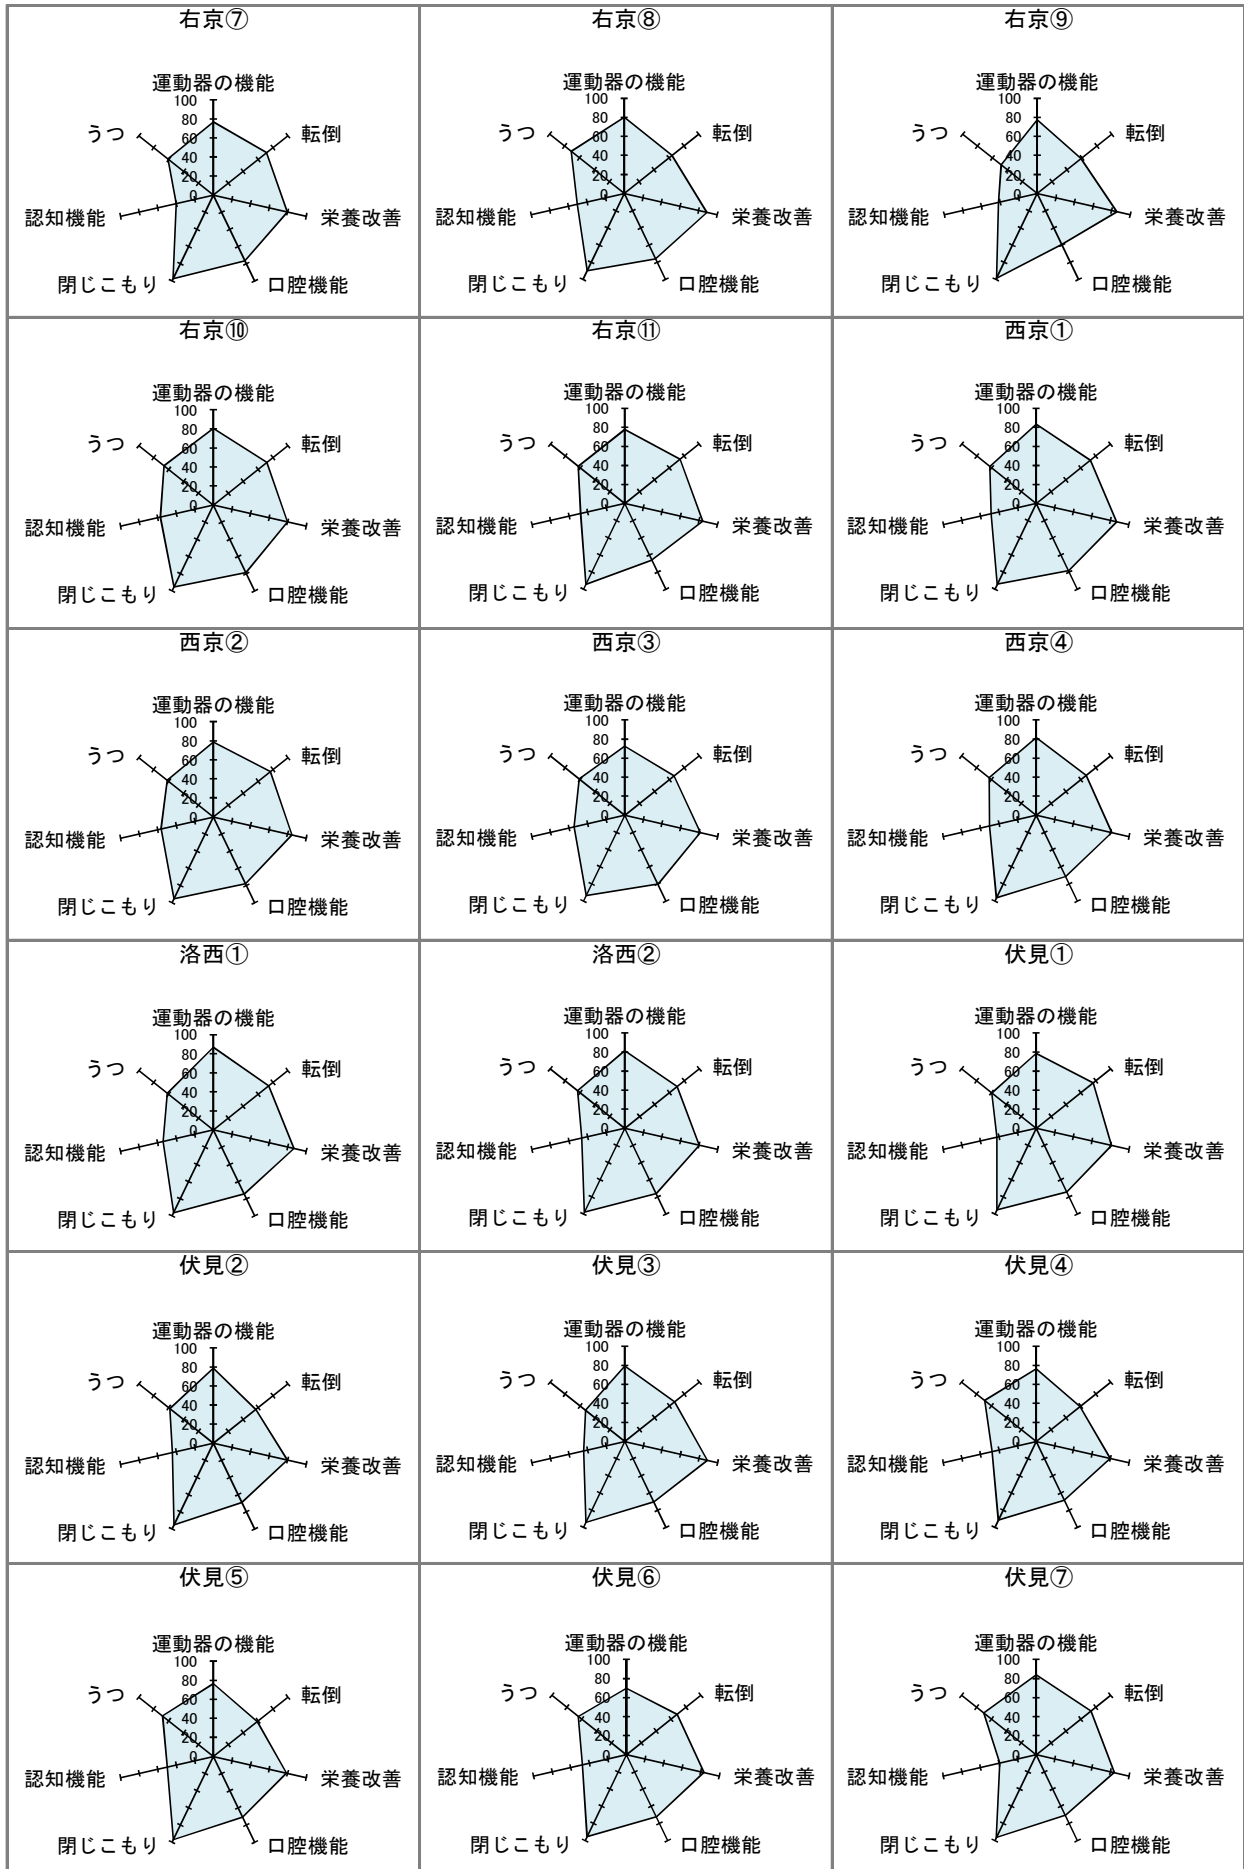 右京⑦
運動器の機能
100
80
60
40
20
0
転倒
栄養改善
口腔機能
閉じこもり
認知機能
うつ
右京⑧
運動器の機能
100
80
60
40
20
0
転倒
栄養改善
口腔機能
閉じこもり
認知機能
うつ
右京⑨
運動器の機能
100
80
60
40
20
0
転倒
栄養改善
口腔機能
閉じこもり
認知機能
うつ
右京⑩
運動器の機能
100
80
60
40
20
0
転倒
栄養改善
口腔機能
閉じこもり
認知機能
うつ
右京⑪
運動器の機能
100
80
60
40
20
0
転倒
栄養改善
口腔機能
閉じこもり
認知機能
うつ
西京①
運動器の機能
100
80
60
40
20
0
転倒
栄養改善
口腔機能
閉じこもり
認知機能
うつ
西京②
運動器の機能
100
80
60
40
20
0
転倒
栄養改善
口腔機能
閉じこもり
認知機能
うつ
西京③
運動器の機能
100
80
60
40
20
0
転倒
栄養改善
口腔機能
閉じこもり
認知機能
うつ
西京④
運動器の機能
100
80
60
40
20
0
転倒
栄養改善
口腔機能
閉じこもり
認知機能
うつ
洛西①
運動器の機能
100
80
60
40
20
0
転倒
栄養改善
口腔機能
閉じこもり
認知機能
うつ
洛西②
運動器の機能
100
80
60
40
20
0
転倒
栄養改善
口腔機能
閉じこもり
認知機能
うつ
伏見①
運動器の機能
100
80
60
40
20
0
転倒
栄養改善
口腔機能
閉じこもり
認知機能
うつ
伏見②
運動器の機能
100
80
60
40
20
0
転倒
栄養改善
口腔機能
閉じこもり
認知機能
うつ
伏見③
運動器の機能
100
80
60
40
20
0
転倒
栄養改善
口腔機能
閉じこもり
認知機能
うつ
伏見④
運動器の機能
100
80
60
40
20
0
転倒
栄養改善
口腔機能
閉じこもり
認知機能
うつ
伏見⑤
運動器の機能
100
80
60
40
20
0
転倒
栄養改善
口腔機能
閉じこもり
認知機能
うつ
伏見⑥
運動器の機能
100
80
60
40
20
0
転倒
栄養改善
口腔機能
閉じこもり
認知機能
うつ
伏見⑦
運動器の機能
100
80
60
40
20
0
転倒
栄養改善
口腔機能
閉じこもり
認知機能
うつ